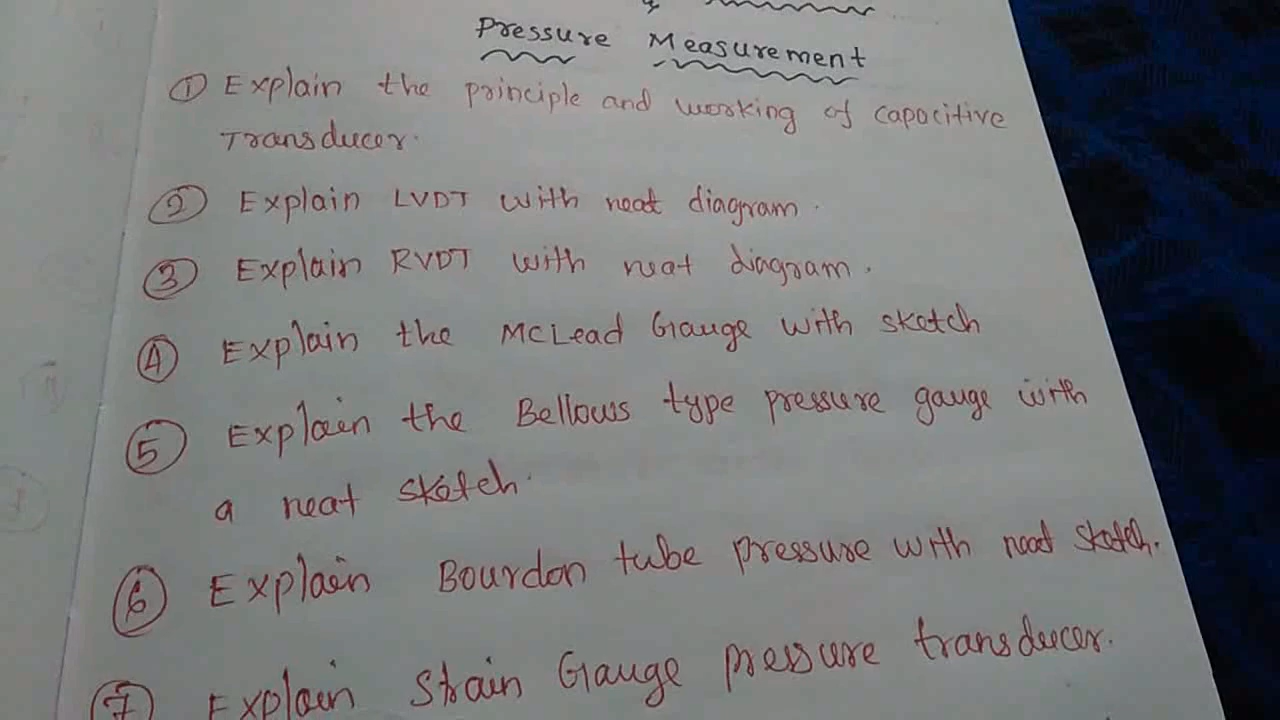 Pressure Measurement
① Explain the principle and working of capacitive
Transducer.
② Explain LVDT with neat diagram.
③ Explain RVDT with neat diagram.
④ Explain the McLead Gauge with sketch
⑤ Explain the Bellows type pressure gauge with
a neat sketch.
⑥ Explain Bourdon tube pressure with neat sketch.
⑦ Explain Strain Gauge pressure transducer.